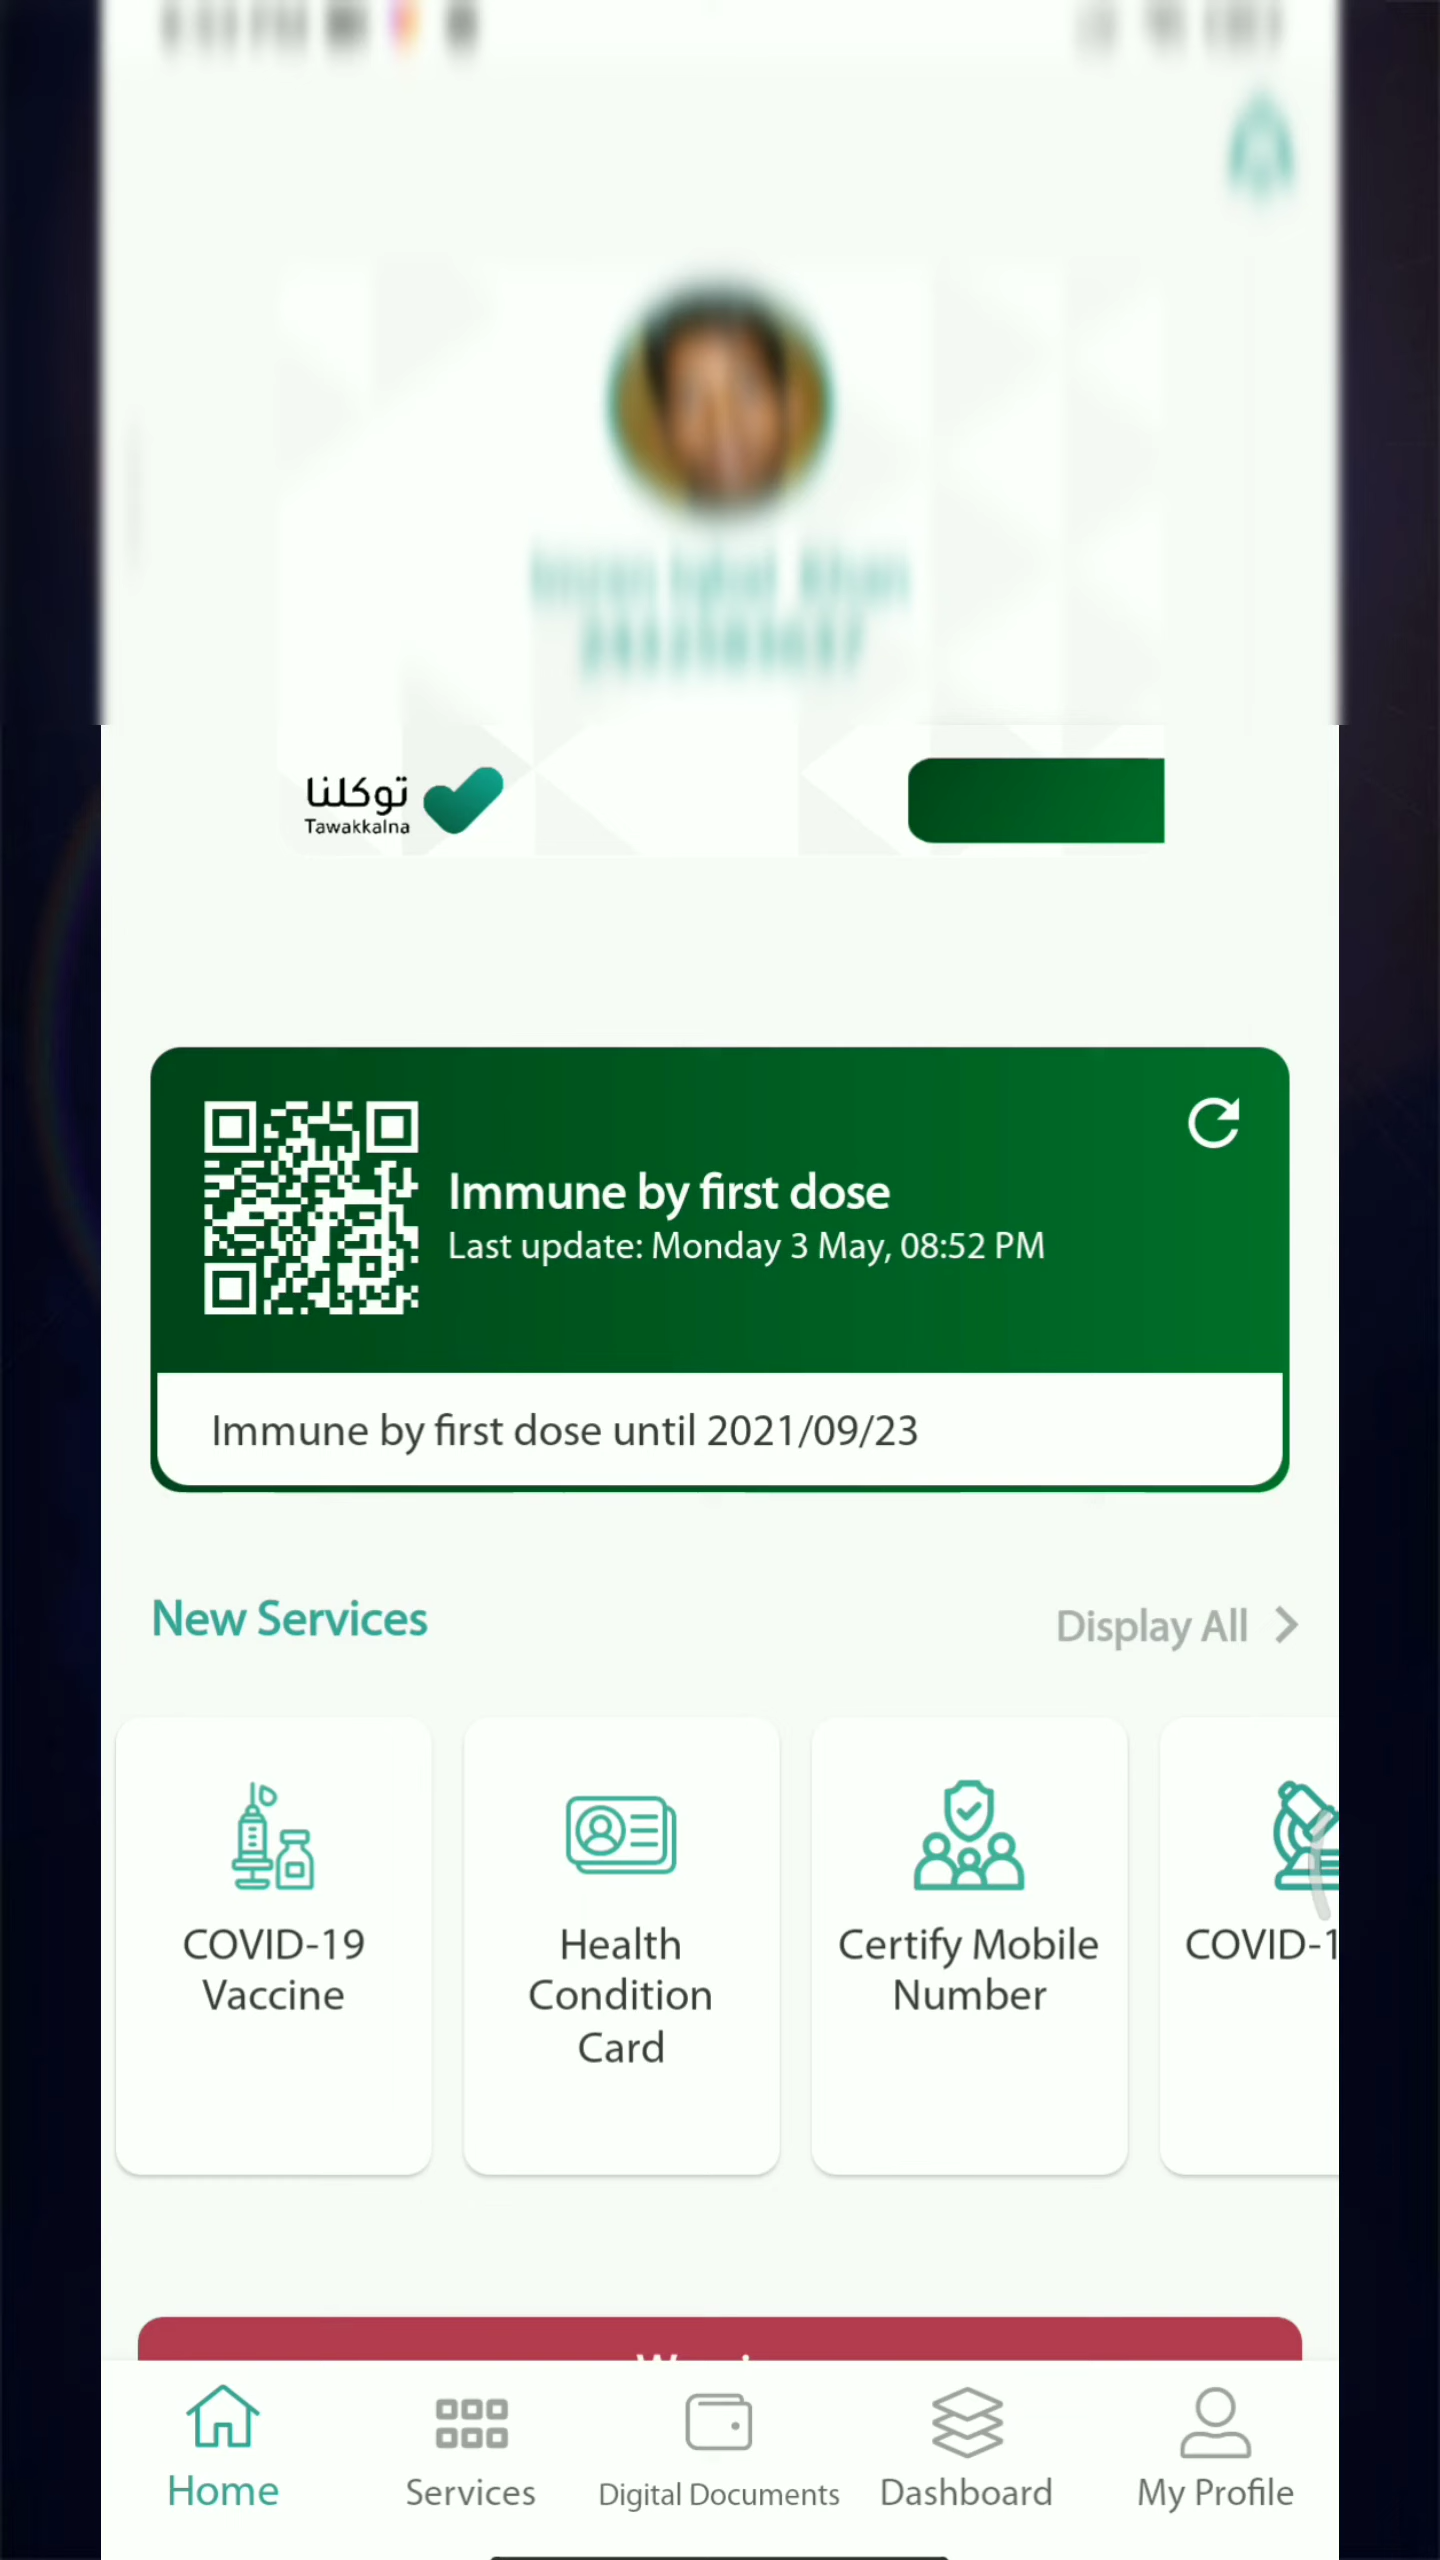 توكلنا
Tawakkalna
Immune by first dose
Last update: Monday 3 May, 08:52 PM
Immune by first dose until 2021/09/23
New Services
Display All
COVID-19
Vaccine
Health
Condition
Card
Certify Mobile
Number
COVID-1
Home
Services
Digital Documents
Dashboard
My Profile